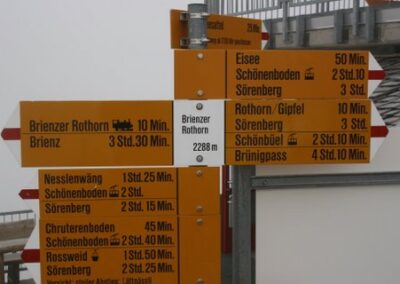 25 Min.
Eisee 50 Min.
Schönenboden 2 Std.10
Sörenberg 3 Std.
Brienzer Rothorn 10 Min.
Brienz 3 Std.30 Min.
Brienzer
Rothorn
2288 m
Rothorn/Gipfel 10 Min.
Sörenberg 3 Std.
Schönbüel 2 Std.10 Min.
Brünigpass 4 Std.10 Min.
Nesslenwäng 1 Std.25 Min.
Schönenboden 2 Std.
Sörenberg 2 Std.15 Min.
Chruterenboden 45 Min.
Schönenboden 2 Std.40 Min.
Rossweid 1 Std.50 Min.
Sörenberg 2 Std.25 Min.